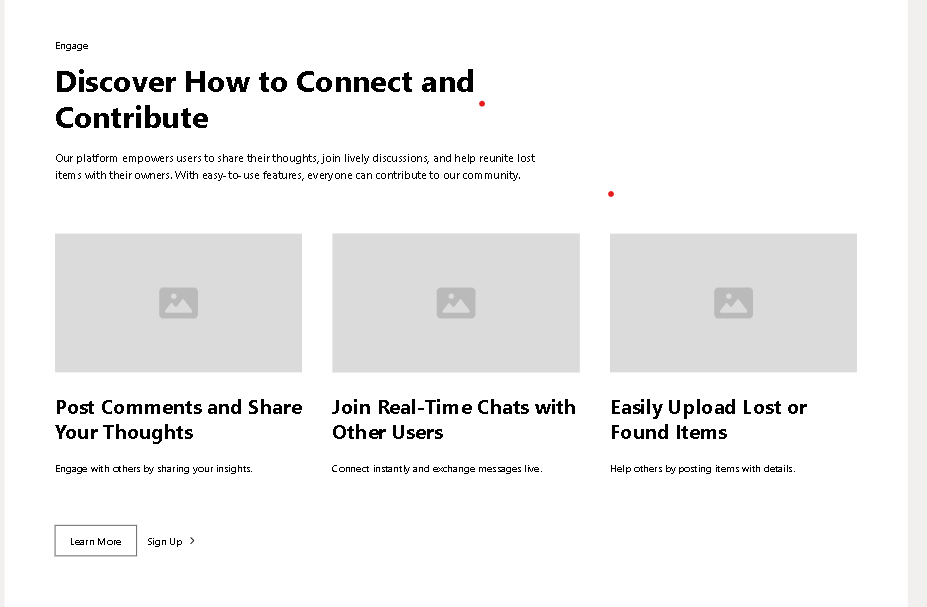 Engage
Discover How to Connect and
Contribute
Our platform empowers users to share their thoughts, join lively discussions, and help reunite lost
items with their owners. With easy-to-use features, everyone can contribute to our community.
Post Comments and Share
Your Thoughts
Engage with others by sharing your insights.
Join Real-Time Chats with
Other Users
Connect instantly and exchange messages live.
Easily Upload Lost or
Found Items
Help others by posting items with details.
Learn More
Sign Up